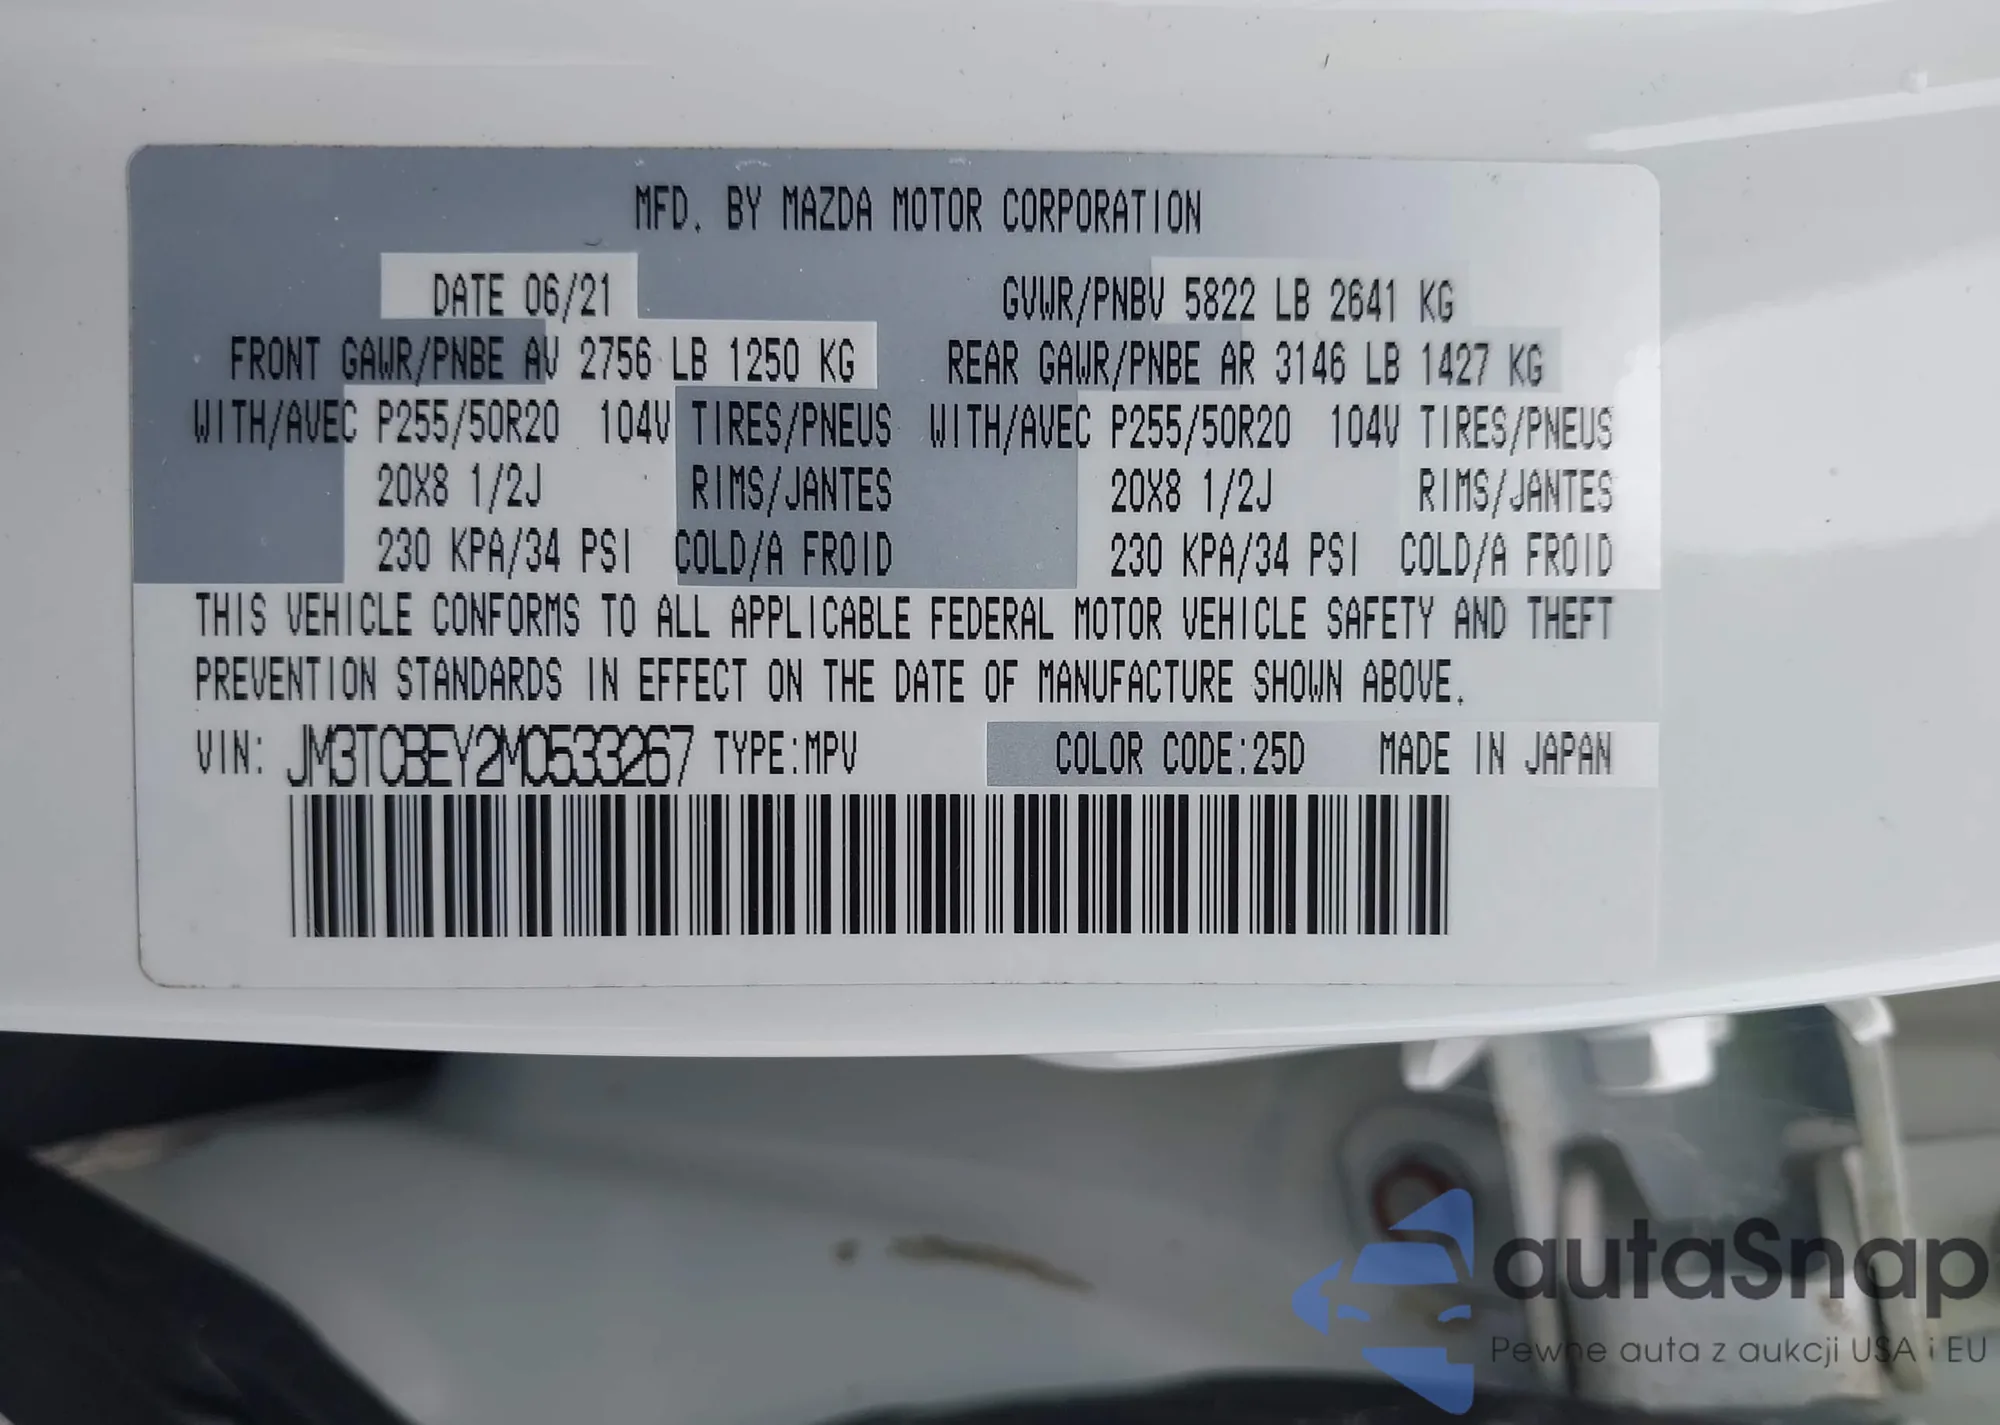 MFD. BY MAZDA MOTOR CORPORATION
DATE 06/21 GVWR/PNBV 5822 LB 2641 KG
FRONT GAWR/PNBE AV 2756 LB 1250 KG REAR GAWR/PNBE AR 3146 LB 1427 KG
WITH/AVEC P255/50R20 104V TIRES/PNEUS WITH/AVEC P255/50R20 104V TIRES/PNEUS
20X8 1/2J RIMS/JANTES 20X8 1/2J RIMS/JANTES
230 KPA/34 PSI COLD/A FROID 230 KPA/34 PSI COLD/A FROID
THIS VEHICLE CONFORMS TO ALL APPLICABLE FEDERAL MOTOR VEHICLE SAFETY AND THEFT
PREVENTION STANDARDS IN EFFECT ON THE DATE OF MANUFACTURE SHOWN ABOVE.
VIN: JM3TCBEY2M0533267 TYPE:MPV COLOR CODE:25D MADE IN JAPAN
autaSnap
Pewne auta z aukcji USA i EU